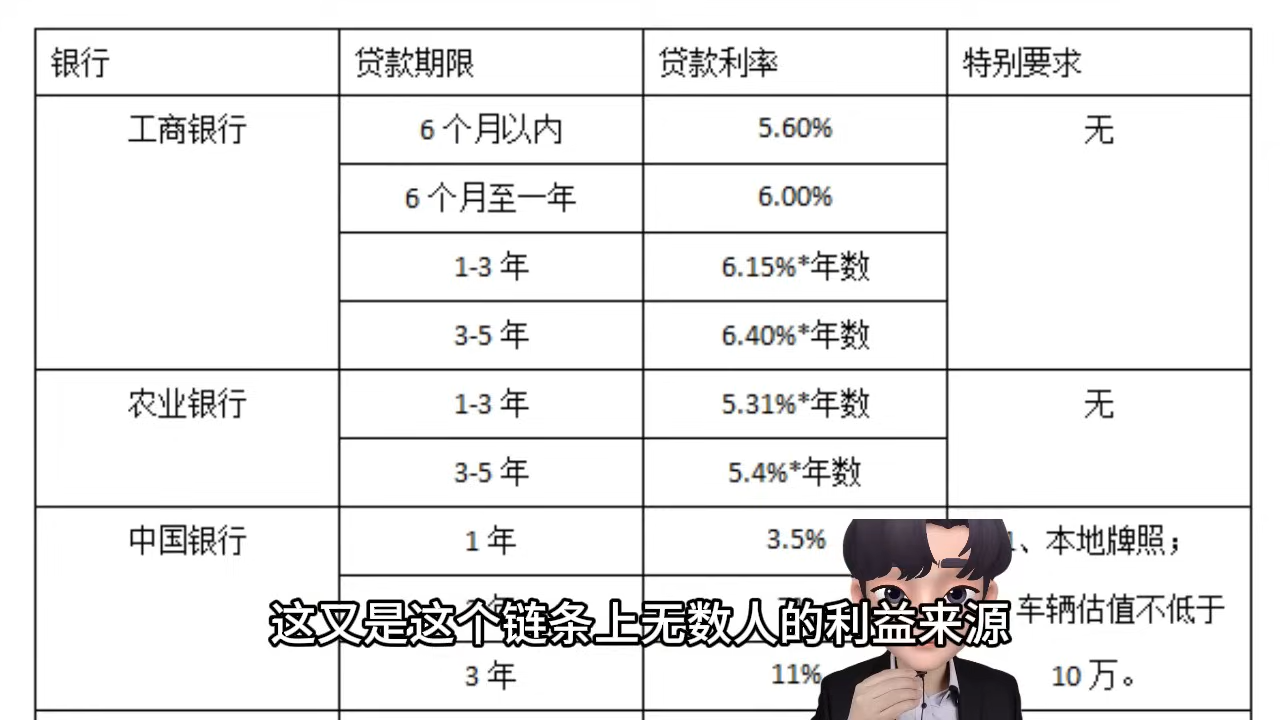 银行 贷款期限 贷款利率 特别要求
工商银行 6 个月以内 5.60% 无
6 个月至一年 6.00%
1-3 年 6.15%*年数
3-5 年 6.40%*年数
农业银行 1-3 年 5.31%*年数 无
3-5 年 5.4%*年数
中国银行 1 年 3.5% 1、本地牌照；
车辆估值不低于
这又是这个链条上无数人的利益来源
3 年 11% 10 万。